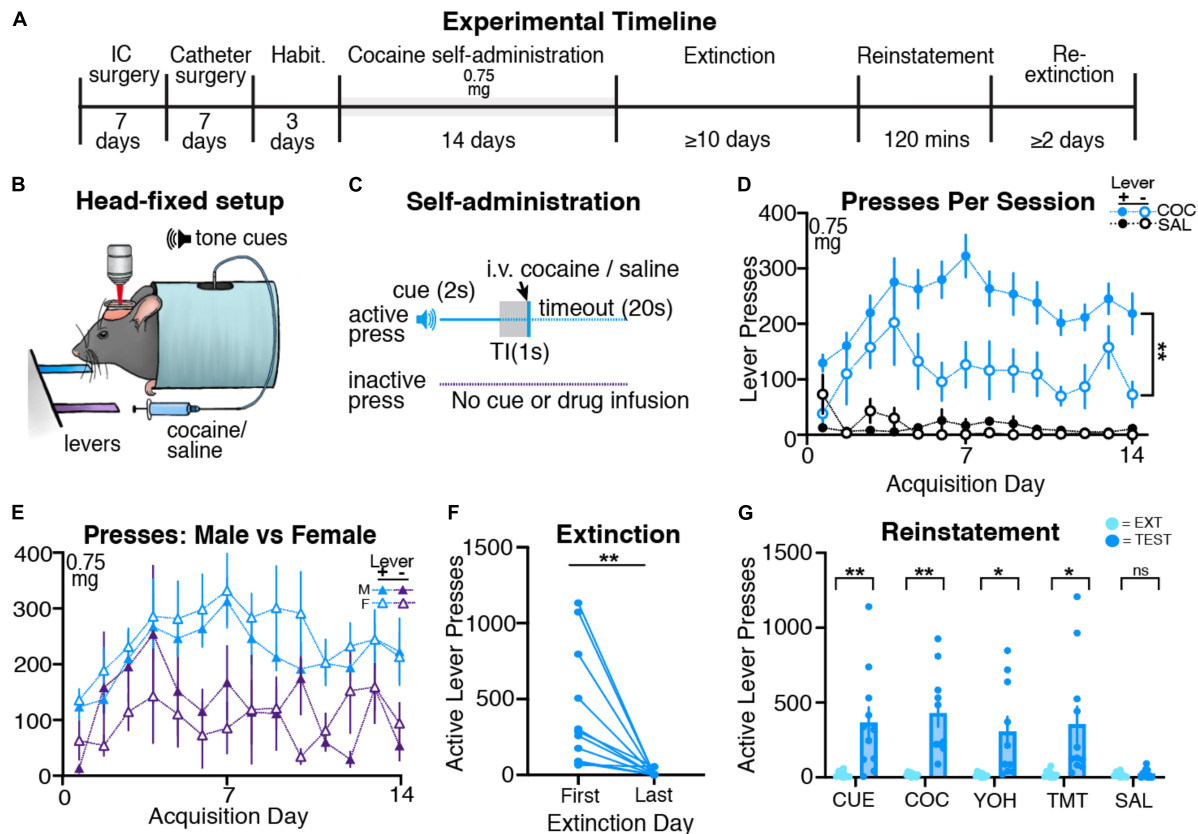 A
Experimental Timeline
IC surgery
Catheter surgery
Habit.
Cocaine self-administration
0.75 mg
Extinction
Reinstatement
Re-extinction
7 days
7 days
3 days
14 days
≥10 days
120 mins
≥2 days
B
Head-fixed setup
tone cues
levers
cocaine/
saline
C
Self-administration
i.v. cocaine / saline
cue (2s)
timeout (20s)
active press
TI(1s)
inactive press
No cue or drug infusion
D
Presses Per Session
Lever
+ -
COC
SAL
0.75 mg
400
300
200
100
0
Lever Presses
**
0 7 14
Acquisition Day
E
Presses: Male vs Female
Lever
+ -
M
F
0.75 mg
400
300
200
100
0
0 7 14
Acquisition Day
F
Extinction
**
1500
1000
500
0
Active Lever Presses
First Last
Extinction Day
G
Reinstatement
= EXT
= TEST
1500
1000
500
0
Active Lever Presses
** ** * * ns
CUE COC YOH TMT SAL